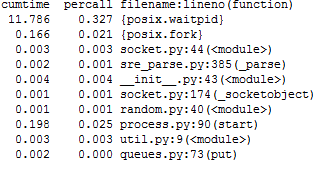 cumtime percall filename:lineno(function)
11.786 0.327 {posix.waitpid}
0.166 0.021 {posix.fork}
0.003 0.003 socket.py:44(<module>)
0.002 0.001 sre_parse.py:385(_parse)
0.004 0.004 __init__.py:43(<module>)
0.001 0.001 socket.py:174(_socketobject)
0.001 0.001 random.py:40(<module>)
0.198 0.025 process.py:90(start)
0.003 0.003 util.py:9(<module>)
0.002 0.000 queues.py:73(put)